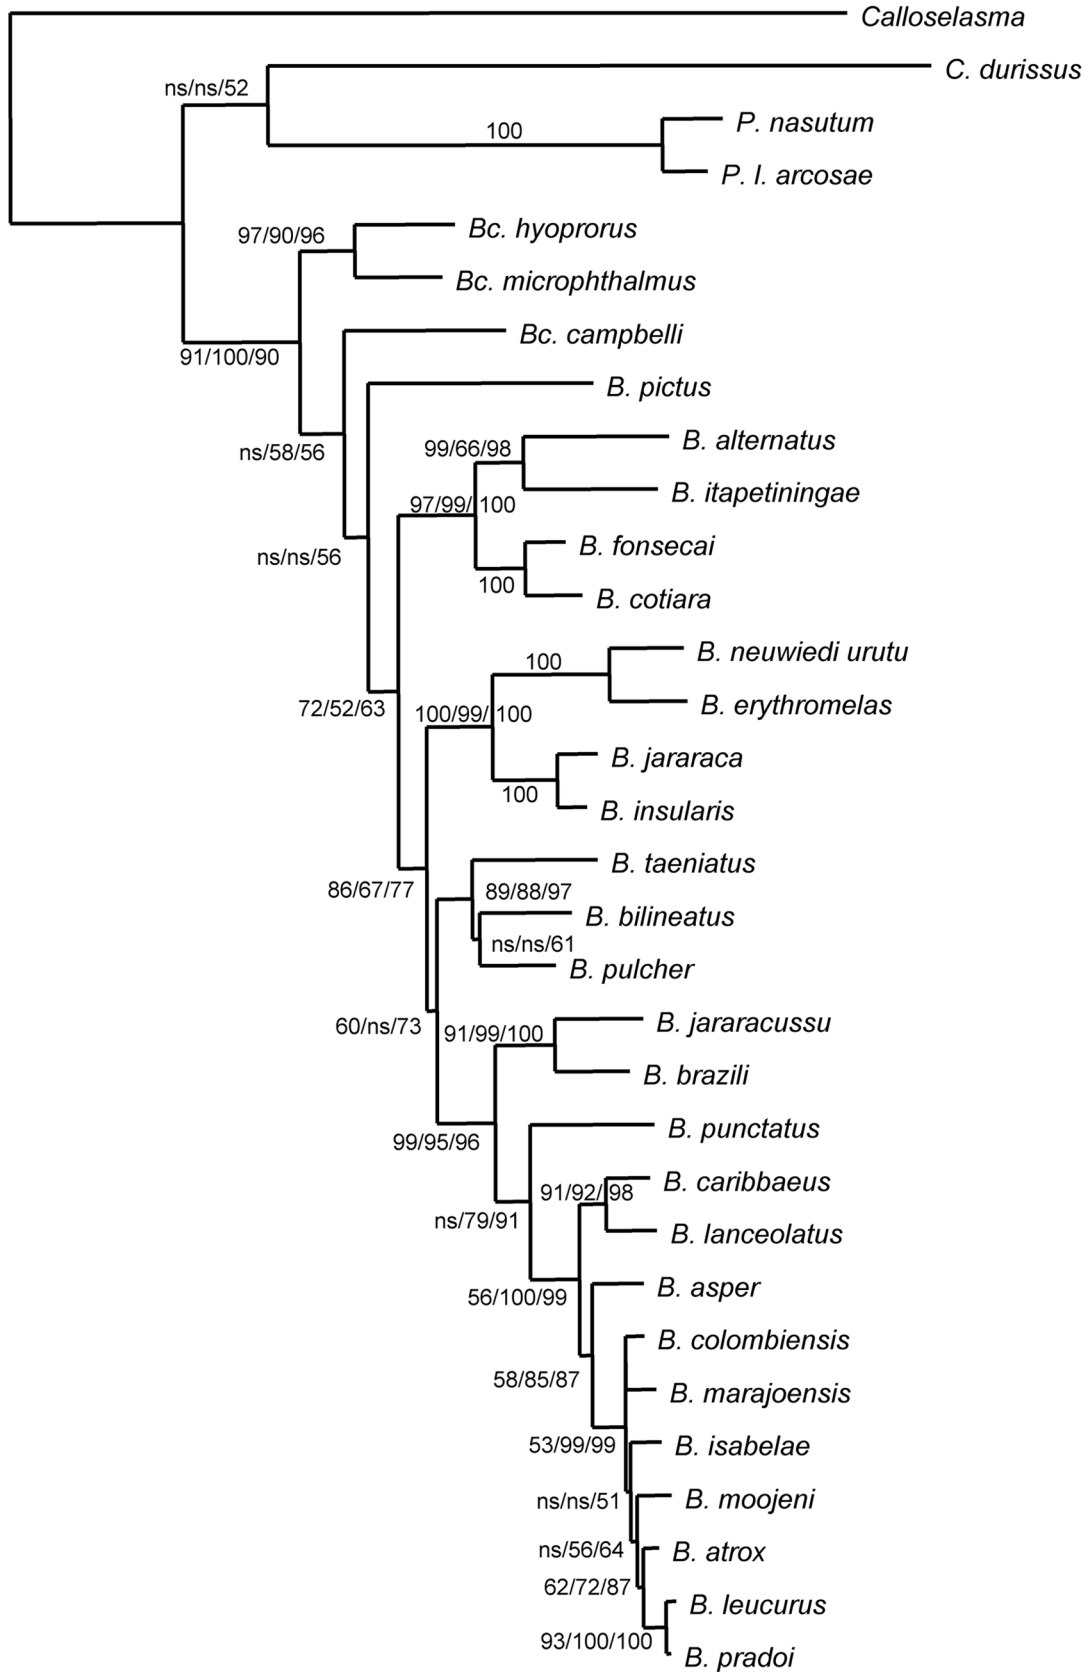 Calloselasma
C. durissus
ns/ns/52
P. nasutum
100
P. l. arcosae
Bc. hyoprorus
97/90/96
Bc. microphthalmus
Bc. campbelli
91/100/90
B. pictus
B. alternatus
99/66/98
ns/58/56
B. itapetiningae
97/99/ 100
B. fonsecai
ns/ns/56
100
B. cotiara
B. neuwiedi urutu
100
B. erythromelas
72/52/63
100/99/ 100
B. jararaca
100
B. insularis
B. taeniatus
86/67/77
89/88/97
B. bilineatus
ns/ns/61
B. pulcher
B. jararacussu
60/ns/73
91/99/100
B. brazili
B. punctatus
99/95/96
B. caribbaeus
91/92/ 98
ns/79/91
B. lanceolatus
B. asper
56/100/99
B. colombiensis
58/85/87
B. marajoensis
53/99/99
B. isabelae
ns/ns/51
B. moojeni
ns/56/64
B. atrox
62/72/87
B. leucurus
93/100/100
B. pradoi